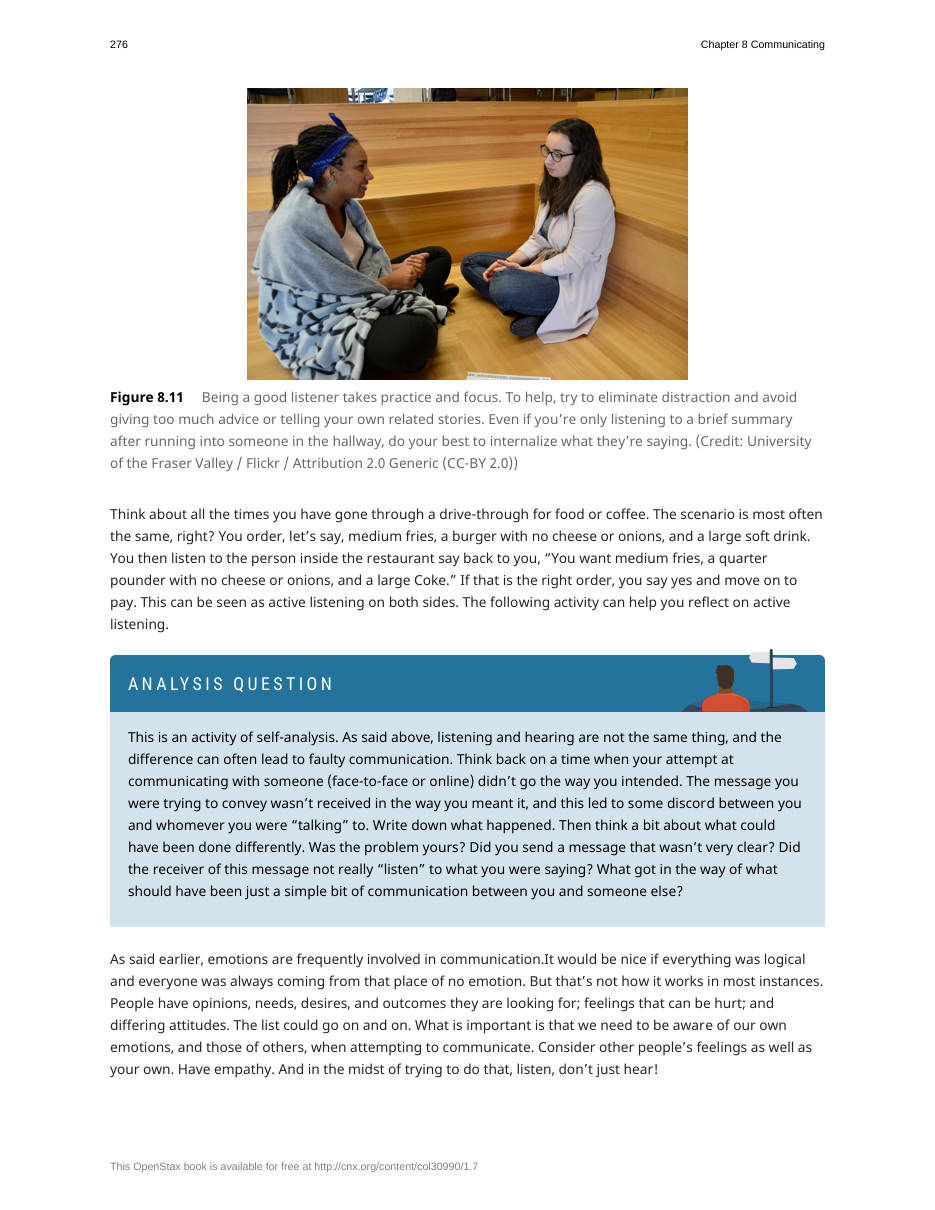 276
Chapter 8 Communicating
Figure 8.11 Being a good listener takes practice and focus. To help, try to eliminate distraction and avoid
giving too much advice or telling your own related stories. Even if you’re only listening to a brief summary
after running into someone in the hallway, do your best to internalize what they’re saying. (Credit: University
of the Fraser Valley / Flickr / Attribution 2.0 Generic (CC-BY 2.0))
Think about all the times you have gone through a drive-through for food or coffee. The scenario is most often
the same, right? You order, let’s say, medium fries, a burger with no cheese or onions, and a large soft drink.
You then listen to the person inside the restaurant say back to you, “You want medium fries, a quarter
pounder with no cheese or onions, and a large Coke.” If that is the right order, you say yes and move on to
pay. This can be seen as active listening on both sides. The following activity can help you reflect on active
listening.
ANALYSIS QUESTION
This is an activity of self-analysis. As said above, listening and hearing are not the same thing, and the
difference can often lead to faulty communication. Think back on a time when your attempt at
communicating with someone (face-to-face or online) didn’t go the way you intended. The message you
were trying to convey wasn’t received in the way you meant it, and this led to some discord between you
and whomever you were “talking” to. Write down what happened. Then think a bit about what could
have been done differently. Was the problem yours? Did you send a message that wasn’t very clear? Did
the receiver of this message not really “listen” to what you were saying? What got in the way of what
should have been just a simple bit of communication between you and someone else?
As said earlier, emotions are frequently involved in communication.It would be nice if everything was logical
and everyone was always coming from that place of no emotion. But that’s not how it works in most instances.
People have opinions, needs, desires, and outcomes they are looking for; feelings that can be hurt; and
differing attitudes. The list could go on and on. What is important is that we need to be aware of our own
emotions, and those of others, when attempting to communicate. Consider other people’s feelings as well as
your own. Have empathy. And in the midst of trying to do that, listen, don’t just hear!
This OpenStax book is available for free at http://cnx.org/content/col30990/1.7